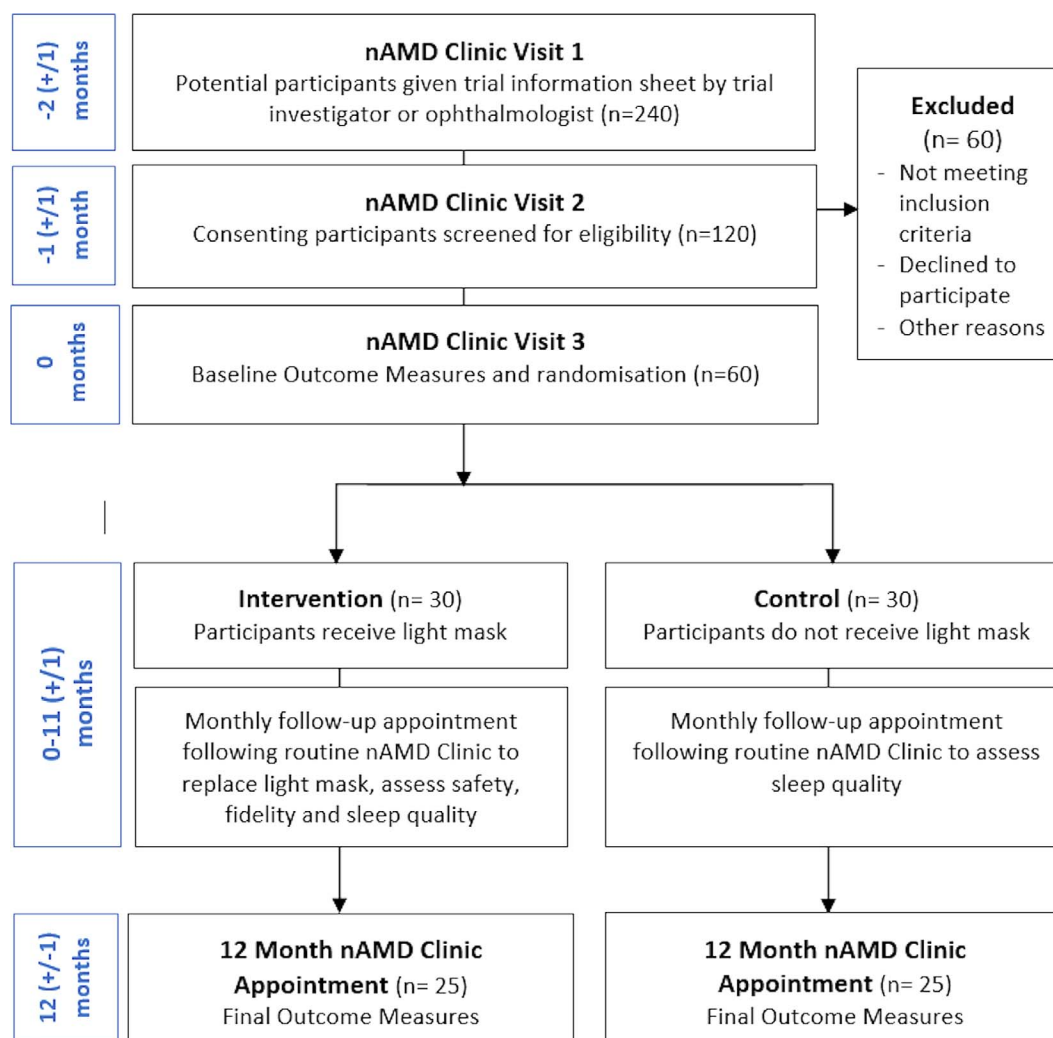 -2 (+/1)
months
nAMD Clinic Visit 1
Potential participants given trial information sheet by trial
investigator or ophthalmologist (n=240)
Excluded
(n= 60)
- Not meeting
inclusion
criteria
- Declined to
participate
- Other reasons
-1 (+/1)
month
nAMD Clinic Visit 2
Consenting participants screened for eligibility (n=120)
0
months
nAMD Clinic Visit 3
Baseline Outcome Measures and randomisation (n=60)
0-11 (+/1)
months
Intervention (n= 30)
Participants receive light mask
Control (n= 30)
Participants do not receive light mask
Monthly follow-up appointment
following routine nAMD Clinic to
replace light mask, assess safety,
fidelity and sleep quality
Monthly follow-up appointment
following routine nAMD Clinic to assess
sleep quality
12 (+/-1)
months
12 Month nAMD Clinic
Appointment (n= 25)
Final Outcome Measures
12 Month nAMD Clinic
Appointment (n= 25)
Final Outcome Measures